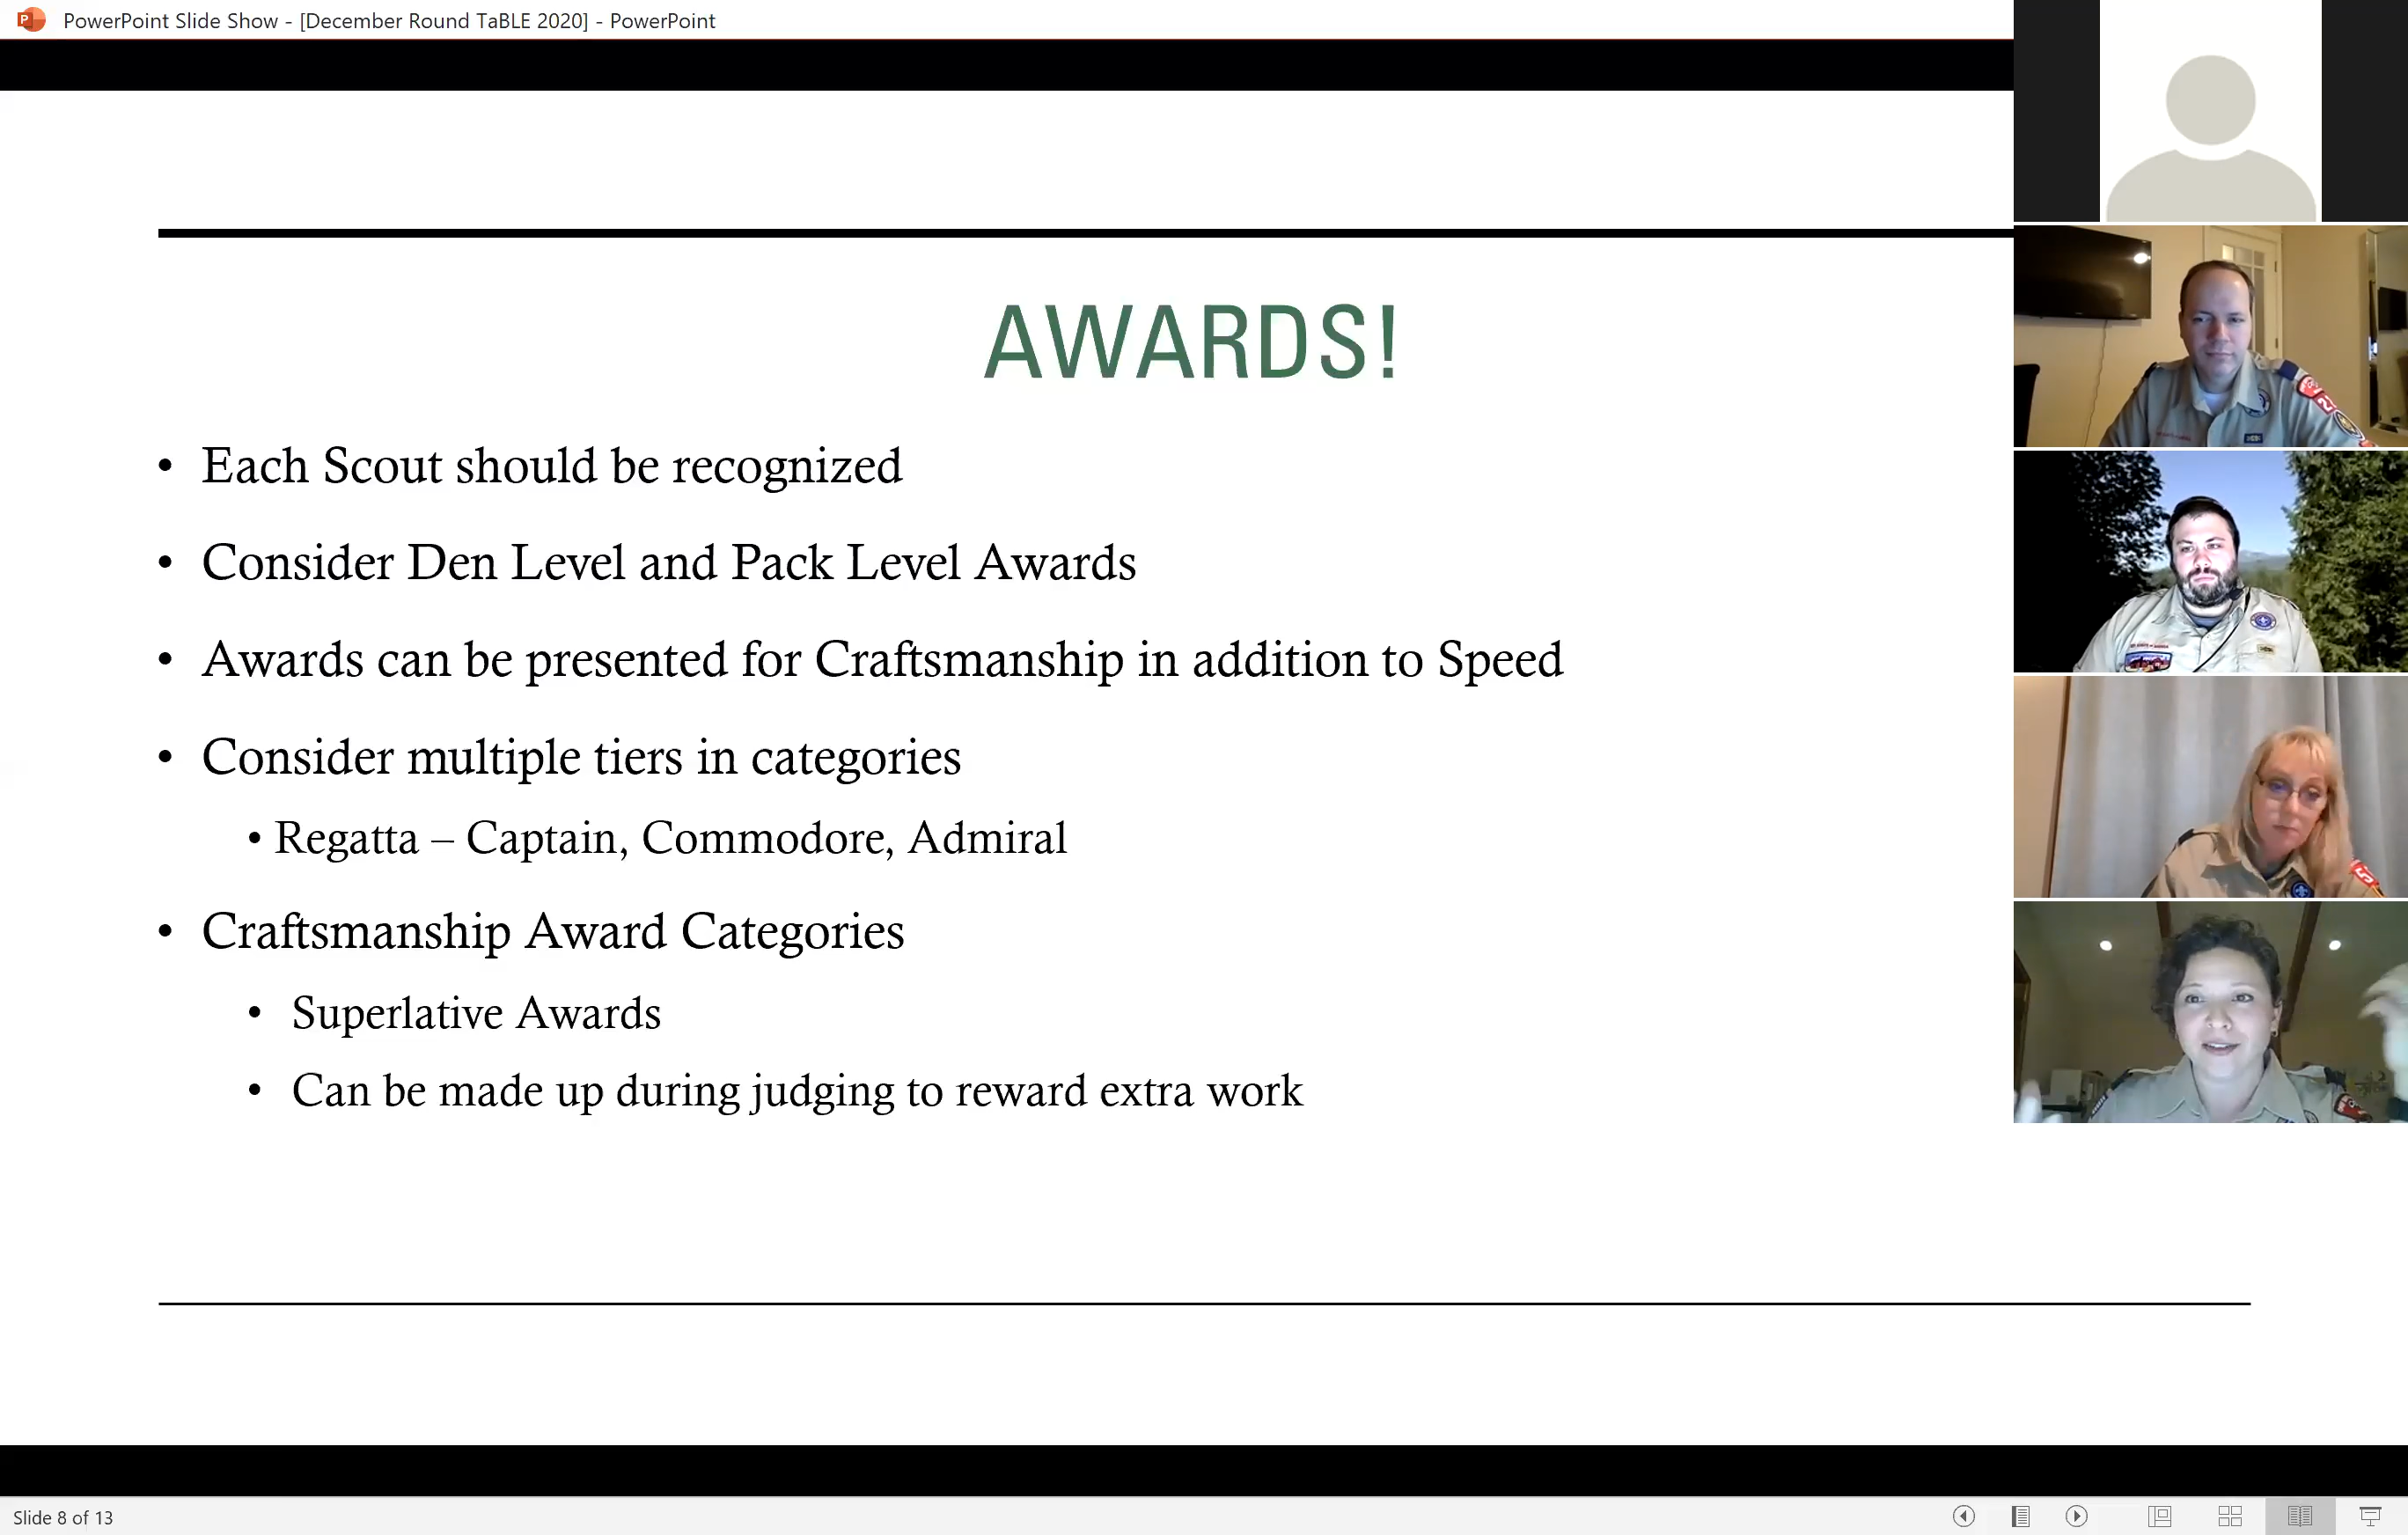 PowerPoint Slide Show - [December Round TaBLE 2020] - PowerPoint
AWARDS!
• Each Scout should be recognized
• Consider Den Level and Pack Level Awards
• Awards can be presented for Craftsmanship in addition to Speed
• Consider multiple tiers in categories
• Regatta – Captain, Commodore, Admiral
• Craftsmanship Award Categories
• Superlative Awards
• Can be made up during judging to reward extra work
Slide 8 of 13